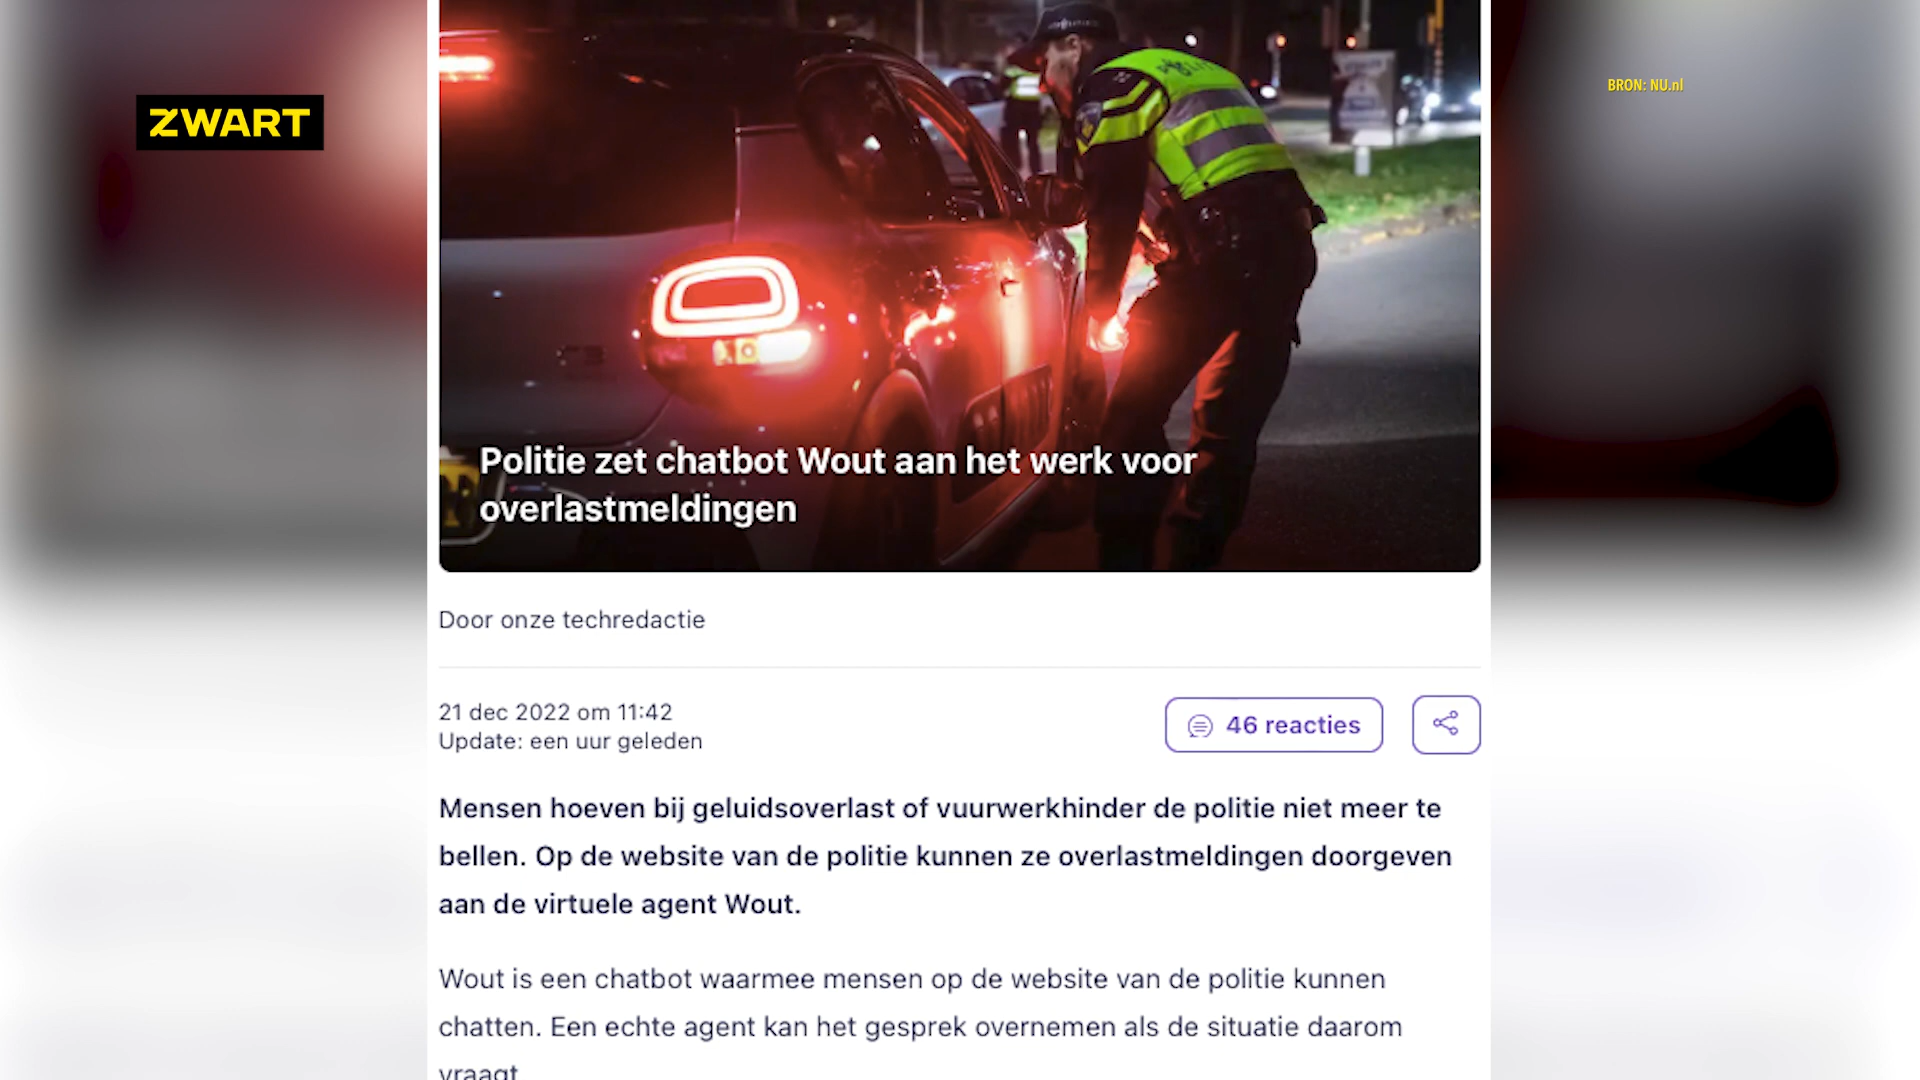 ZWART
BRON: NU.nl
Politie zet chatbot Wout aan het werk voor
overlastmeldingen
Door onze techredactie
21 dec 2022 om 11:42
Update: een uur geleden
46 reacties
Mensen hoeven bij geluidsoverlast of vuurwerkhinder de politie niet meer te
bellen. Op de website van de politie kunnen ze overlastmeldingen doorgeven
aan de virtuele agent Wout.
Wout is een chatbot waarmee mensen op de website van de politie kunnen
chatten. Een echte agent kan het gesprek overnemen als de situatie daarom
vraagt.